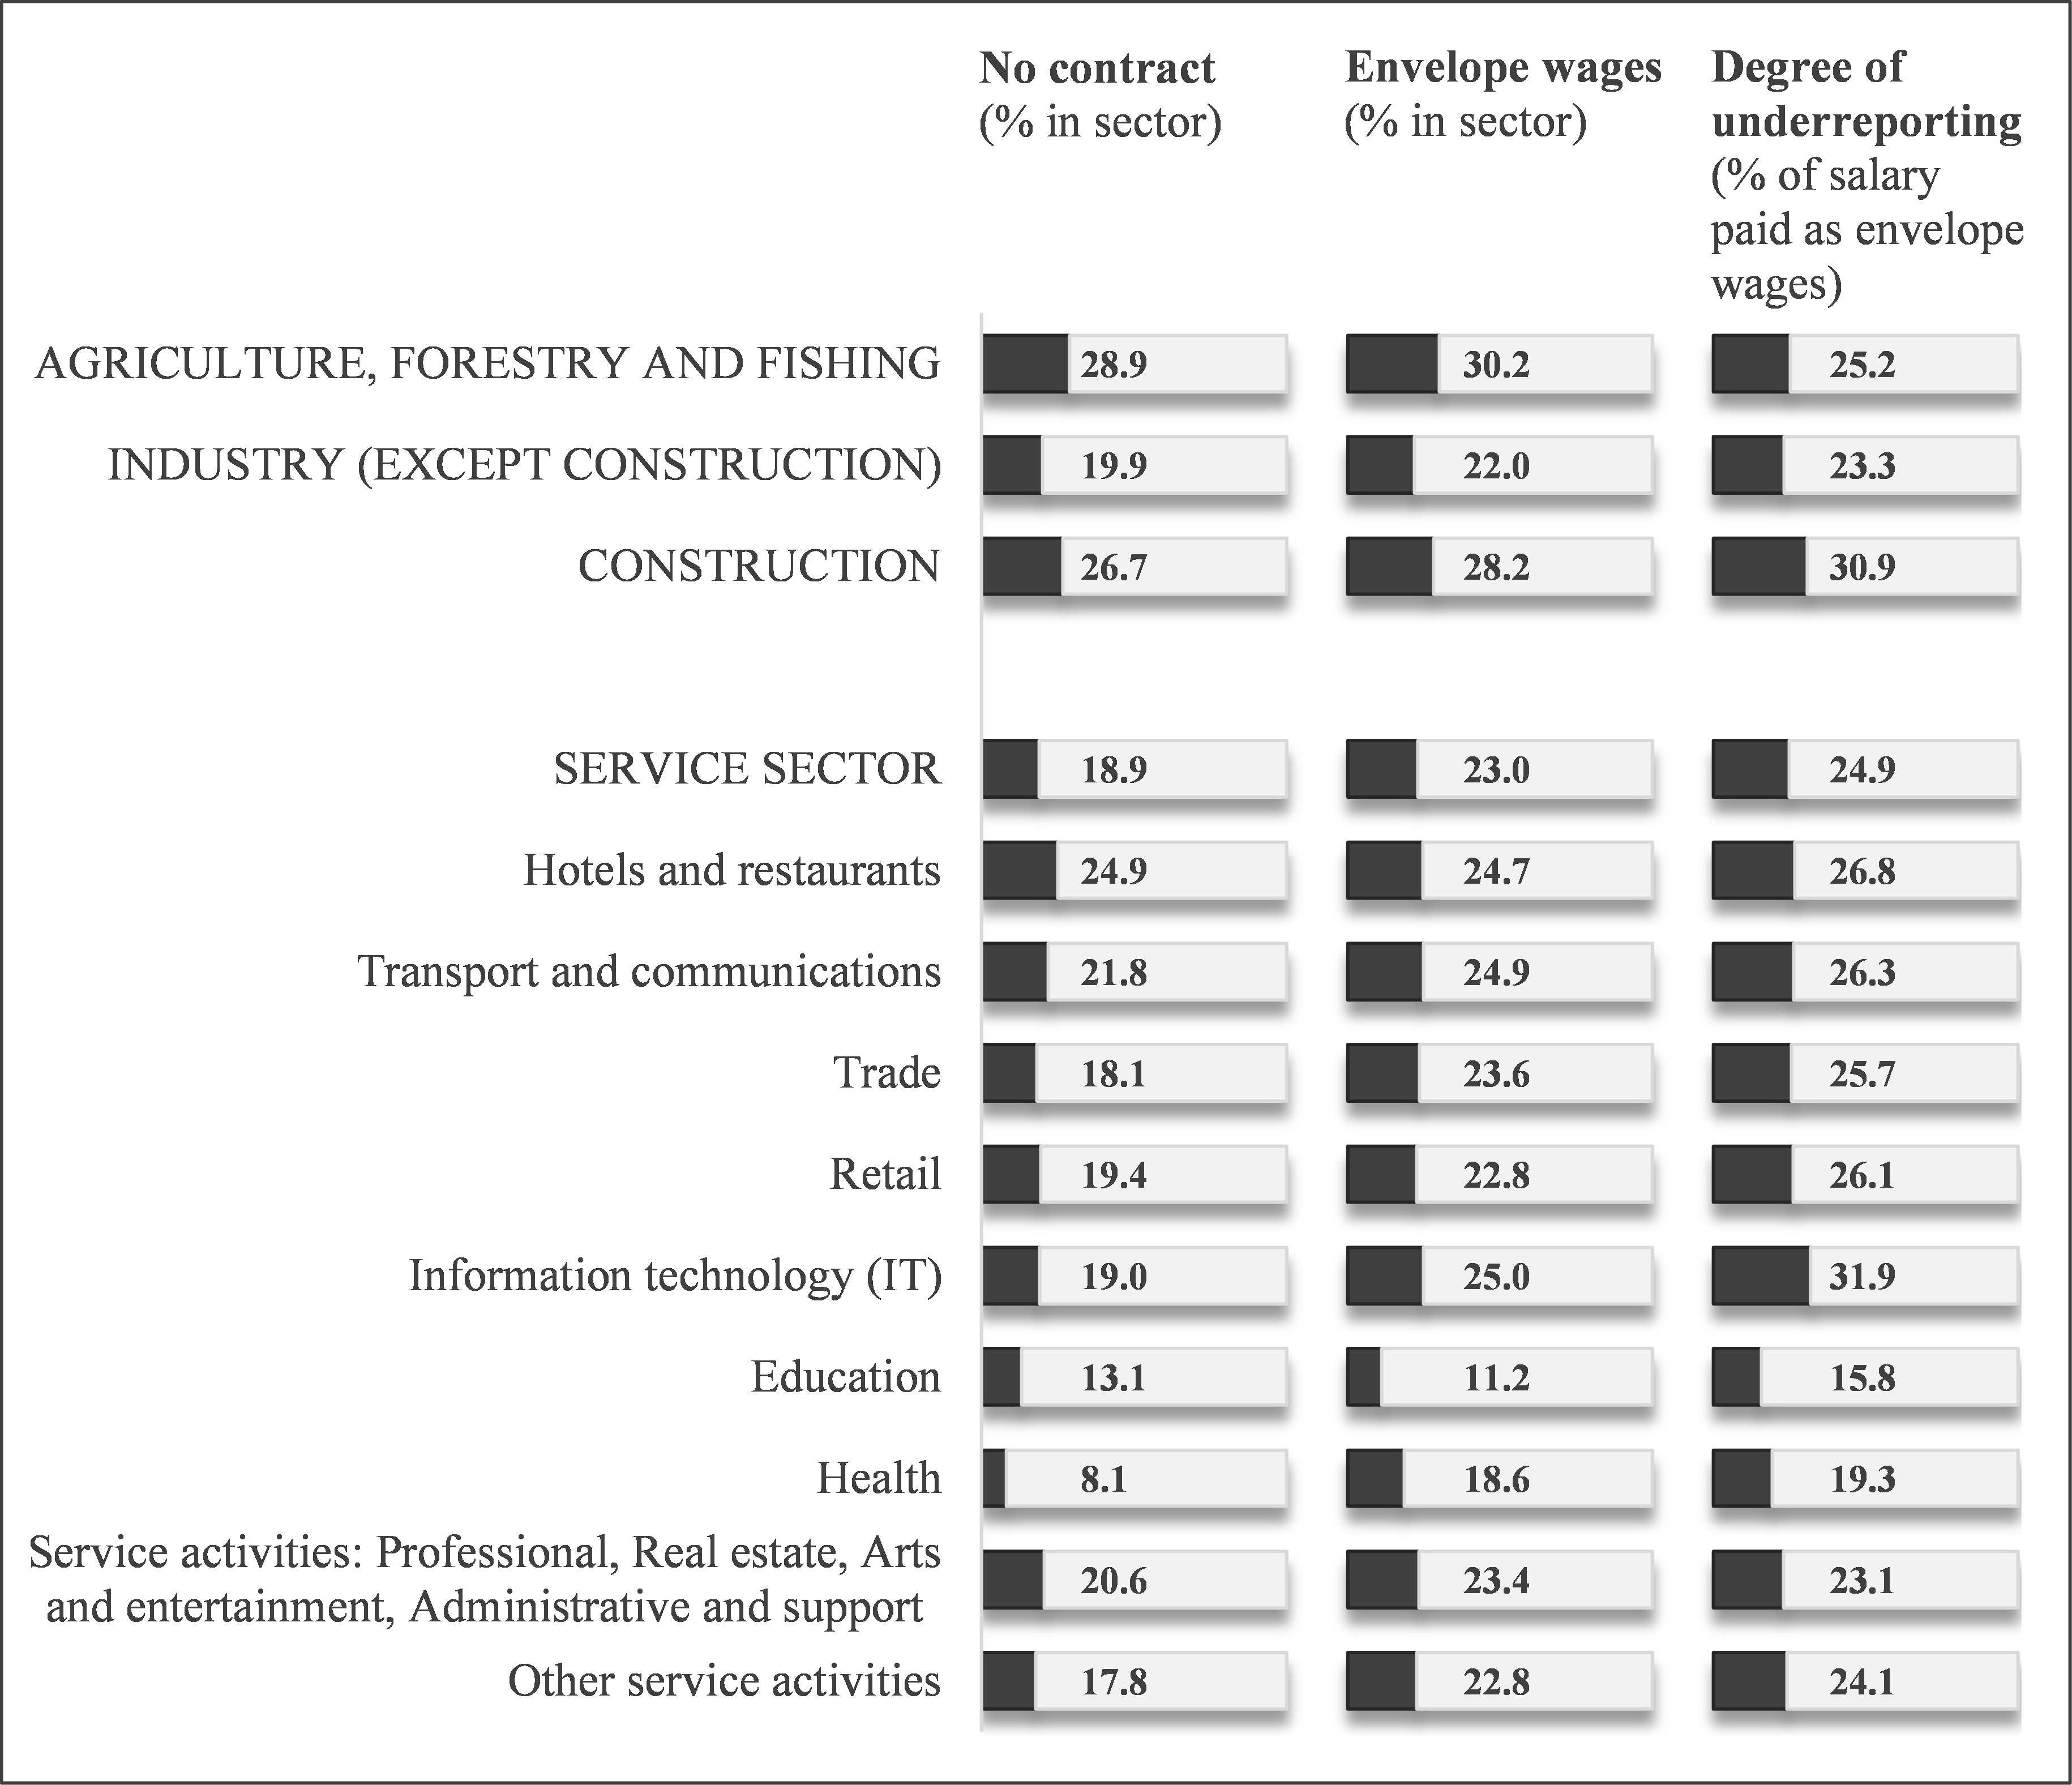 No contract
(% in sector)
Envelope wages
(% in sector)
Degree of
underreporting
(% of salary
paid as envelope
wages)
AGRICULTURE, FORESTRY AND FISHING 28.9 30.2 25.2
INDUSTRY (EXCEPT CONSTRUCTION) 19.9 22.0 23.3
CONSTRUCTION 26.7 28.2 30.9
SERVICE SECTOR 18.9 23.0 24.9
Hotels and restaurants 24.9 24.7 26.8
Transport and communications 21.8 24.9 26.3
Trade 18.1 23.6 25.7
Retail 19.4 22.8 26.1
Information technology (IT) 19.0 25.0 31.9
Education 13.1 11.2 15.8
Health 8.1 18.6 19.3
Service activities: Professional, Real estate, Arts
and entertainment, Administrative and support 20.6 23.4 23.1
Other service activities 17.8 22.8 24.1